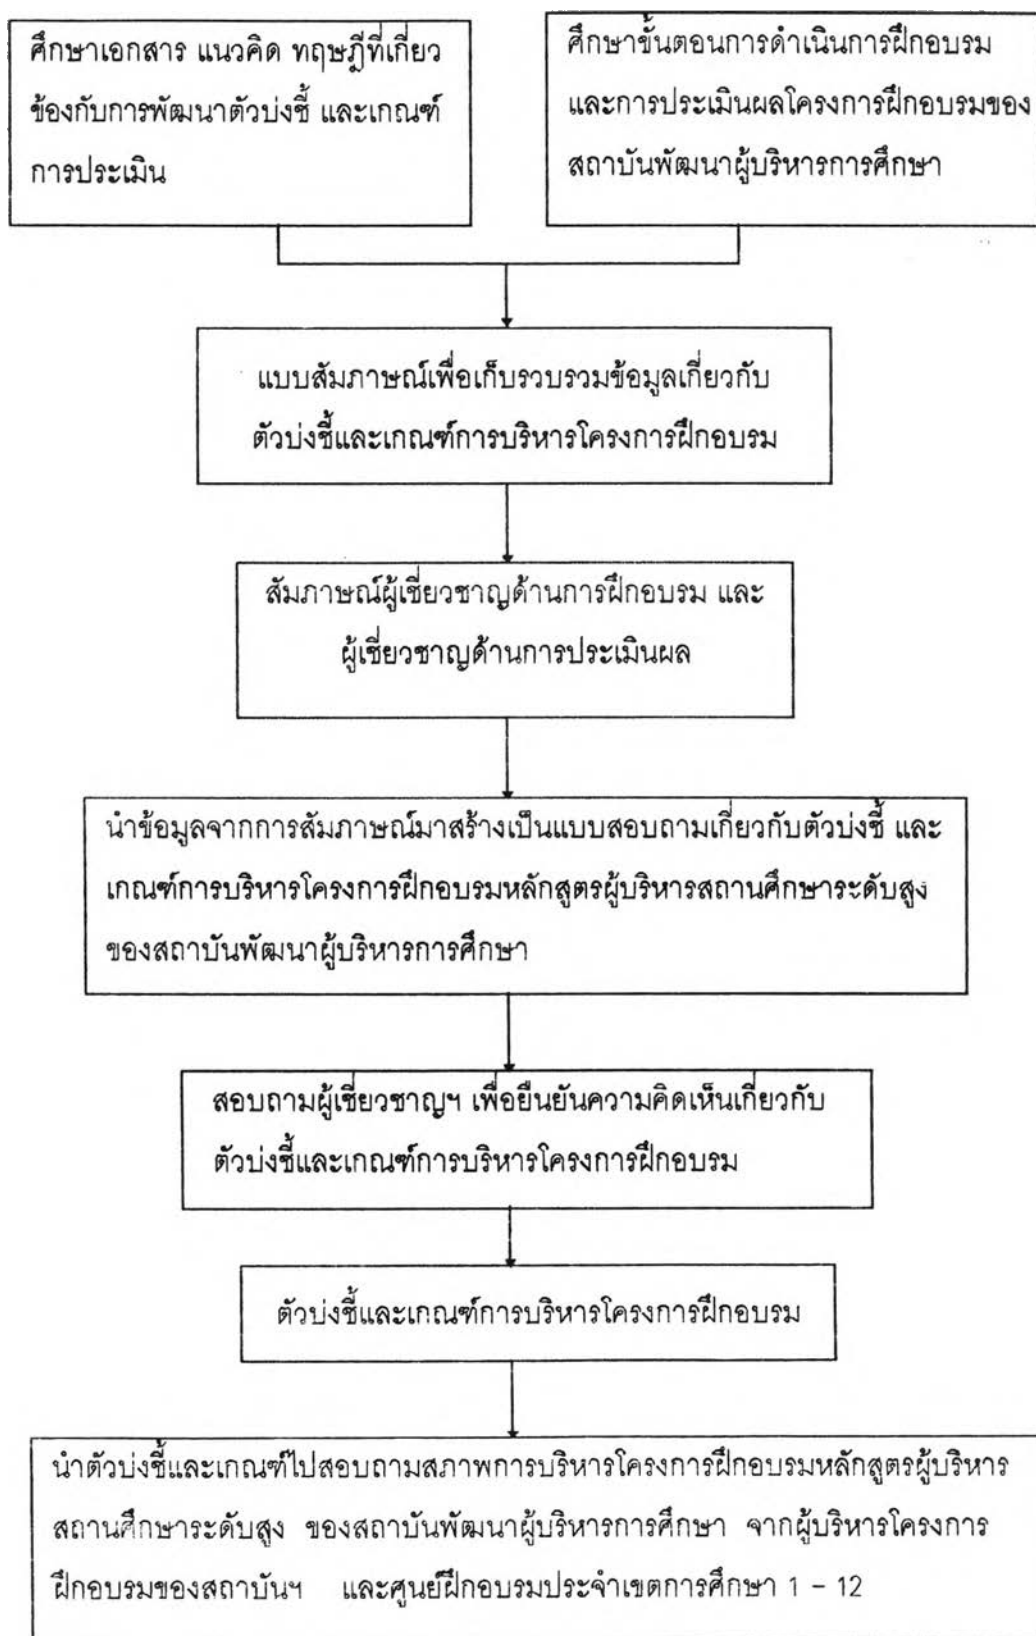 ศึกษาเอกสาร แนวคิด ทฤษฎีที่เกี่ยว
ข้องกับการพัฒนาตัวบ่งชี้ และเกณฑ์
การประเมิน
ศึกษาขั้นตอนการดำเนินการฝึกอบรม
และการประเมินผลโครงการฝึกอบรมของ
สถาบันพัฒนาผู้บริหารการศึกษา
แบบสัมภาษณ์เพื่อเก็บรวบรวมข้อมูลเกี่ยวกับ
ตัวบ่งชี้และเกณฑ์การบริหารโครงการฝึกอบรม
สัมภาษณ์ผู้เชี่ยวชาญด้านการฝึกอบรม และ
ผู้เชี่ยวชาญด้านการประเมินผล
นำข้อมูลจากการสัมภาษณ์มาสร้างเป็นแบบสอบถามเกี่ยวกับตัวบ่งชี้ และ
เกณฑ์การบริหารโครงการฝึกอบรมหลักสูตรผู้บริหารสถานศึกษาระดับสูง
ของสถาบันพัฒนาผู้บริหารการศึกษา
สอบถามผู้เชี่ยวชาญฯ เพื่อยืนยันความคิดเห็นเกี่ยวกับ
ตัวบ่งชี้และเกณฑ์การบริหารโครงการฝึกอบรม
ตัวบ่งชี้และเกณฑ์การบริหารโครงการฝึกอบรม
นำตัวบ่งชี้และเกณฑ์ไปสอบถามสภาพการบริหารโครงการฝึกอบรมหลักสูตรผู้บริหาร
สถานศึกษาระดับสูง ของสถาบันพัฒนาผู้บริหารการศึกษา จากผู้บริหารโครงการ
ฝึกอบรมของสถาบันฯ และศูนย์ฝึกอบรมประจำเขตการศึกษา 1 - 12